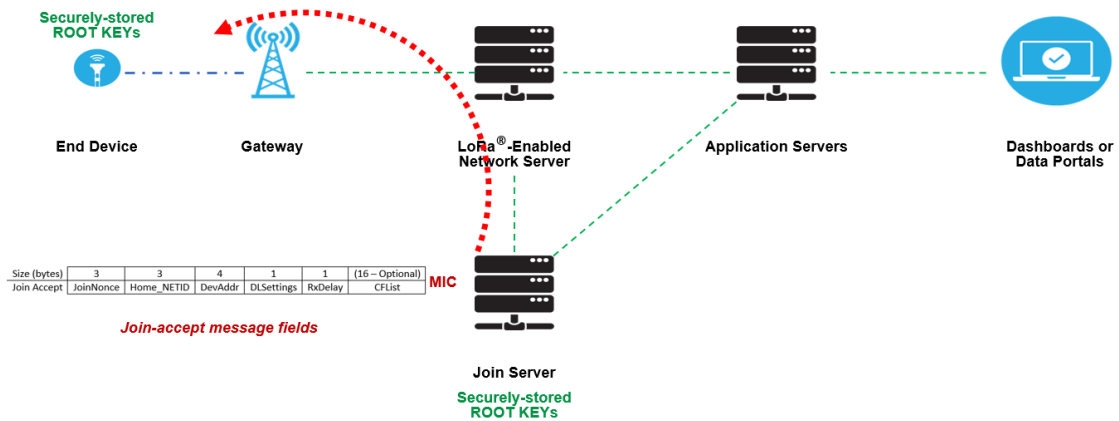 Securely-stored
ROOT KEYs
End Device
Gateway
LoRa®-Enabled
Network Server
Application Servers
Dashboards or
Data Portals
Size (bytes) 3 3 4 1 1 (16 – Optional)
Join Accept JoinNonce Home_NETID DevAddr DLSettings RxDelay CFList
MIC
Join-accept message fields
Join Server
Securely-stored
ROOT KEYs